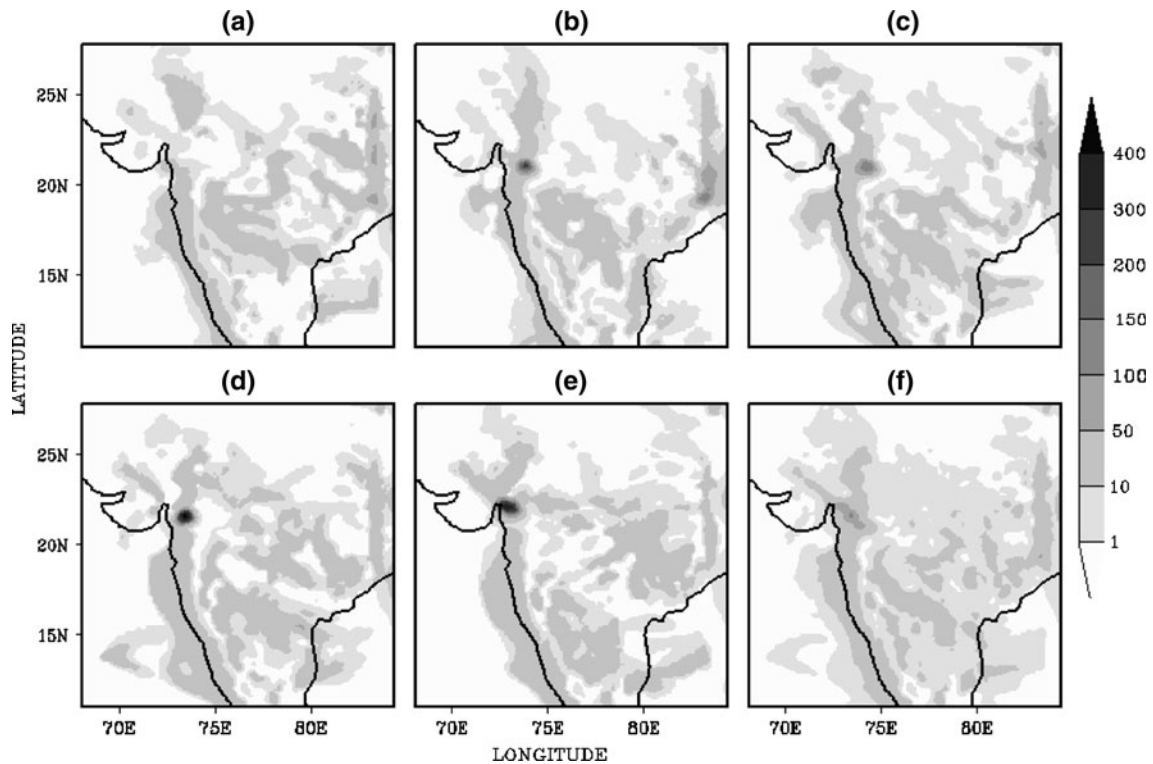 (a) (b) (c)
25N
20N
15N
(d) (e) (f)
25N
20N
15N
70E 75E 80E 70E 75E 80E 70E 75E 80E
LATITUDE
LONGITUDE
400
300
200
150
100
50
10
1